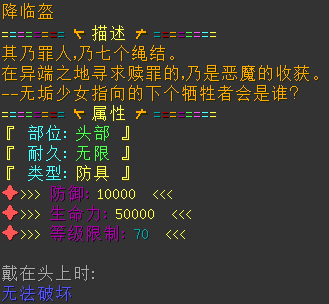 降临盔
======== ⚡ 描述 ⚡ ========
其乃罪人,乃七个绳结。
在异端之地寻求赎罪的,乃是恶魔的收获。
--无垢少女指向的下个牺牲者会是谁?
======== ⚡ 属性 ⚡ ========
『 部位: 头部 』
『 耐久: 无限 』
『 类型: 防具 』
✦>>> 防御: 10000 <<<
✦>>> 生命力: 50000 <<<
✦>>> 等级限制: 70 <<<
戴在头上时:
无法破坏